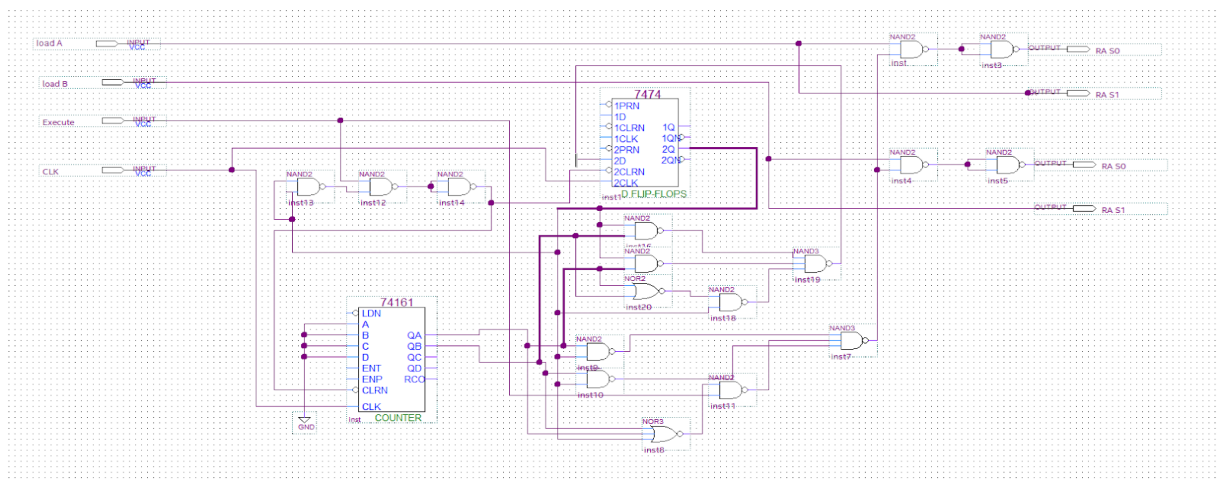 load A INPUT VCC
load B INPUT VCC
Execute INPUT VCC
CLK INPUT VCC
NAND2 inst
NAND2 inst3
OUTPUT RA S0
OUTPUT RA S1
NAND2 inst4
NAND2 inst5
OUTPUT RA S0
OUTPUT RA S1
7474
1PRN
1D 1Q
1CLRN 1QN
1CLK
2PRN 2Q
2D 2QN
2CLRN
2CLK
inst1 D FLIP-FLOPS
NAND2 inst13
NAND2 inst12
NAND2 inst14
NAND2 inst16
NAND2
NOR2 inst20
NAND2 inst18
NAND3 inst19
74161
LDN
A QA
B QB
C QC
D QD
ENT RCO
ENP
CLRN
CLK
inst COUNTER
GND
NAND2 inst9
inst10
NAND2 inst11
NAND3 inst7
NOR3 inst8